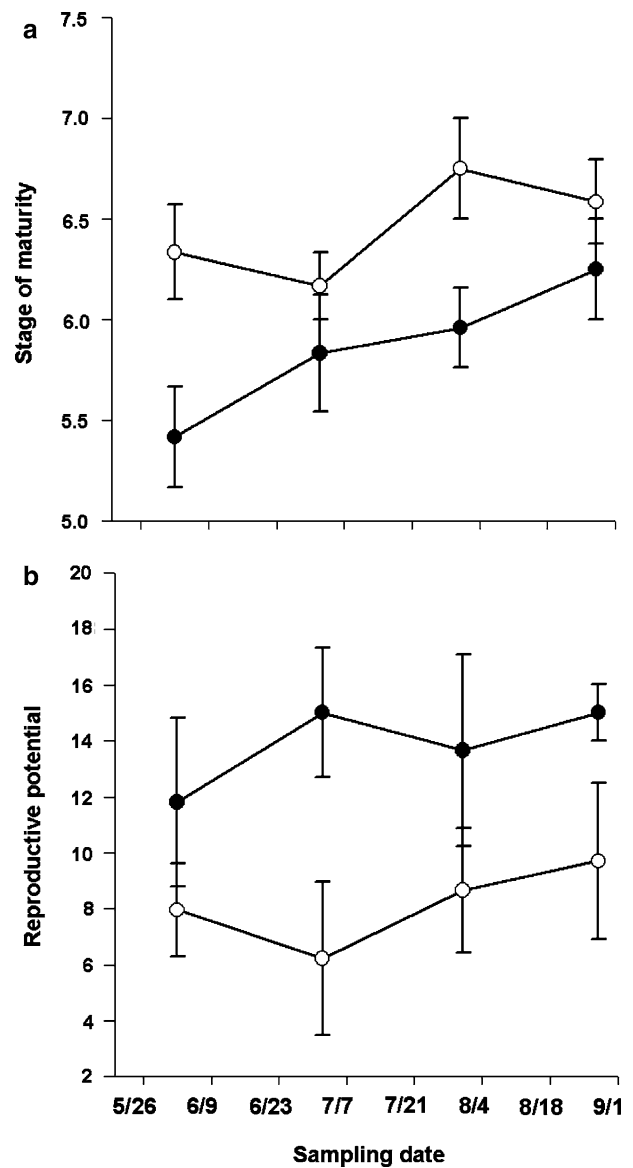 a
7.5
7.0
6.5
6.0
5.5
5.0
Stage of maturity
b
20
18
16
14
12
10
8
6
4
2
Reproductive potential
5/26 6/9 6/23 7/7 7/21 8/4 8/18 9/1
Sampling date